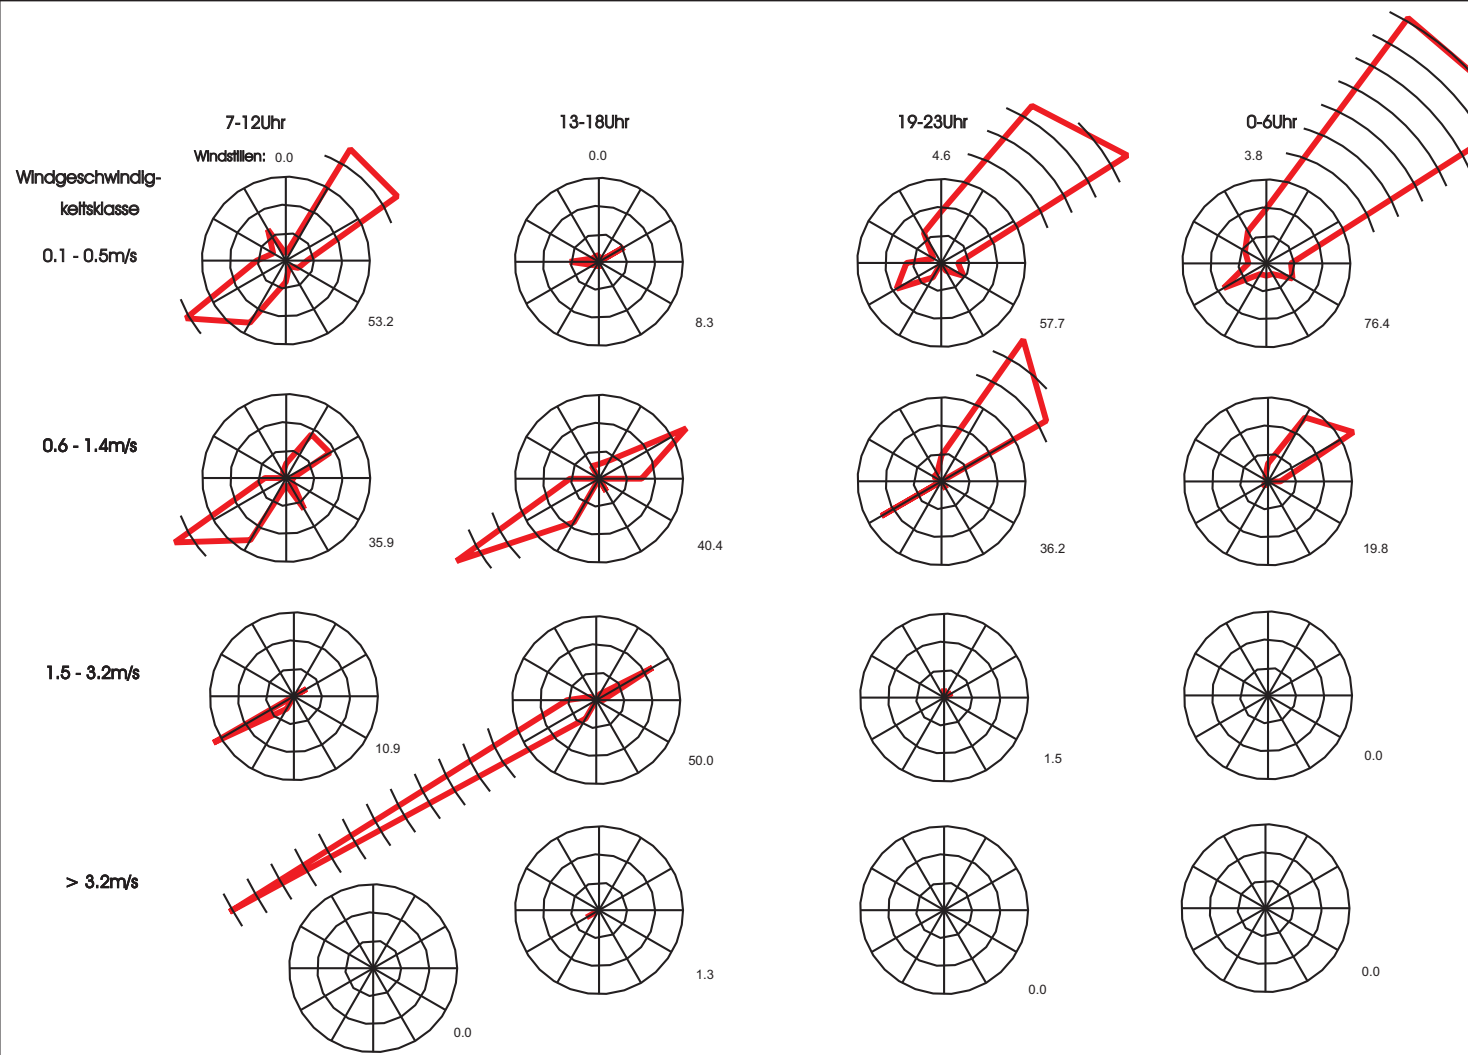 7-12Uhr 13-18Uhr 19-23Uhr 0-6Uhr
Windstillen: 0.0 0.0 4.6 3.8
Windgeschwindig-
keitsklasse
0.1 - 0.5m/s
53.2 8.3 57.7 76.4
0.6 - 1.4m/s
35.9 40.4 36.2 19.8
1.5 - 3.2m/s
10.9 50.0 1.5 0.0
> 3.2m/s
0.0 1.3 0.0 0.0